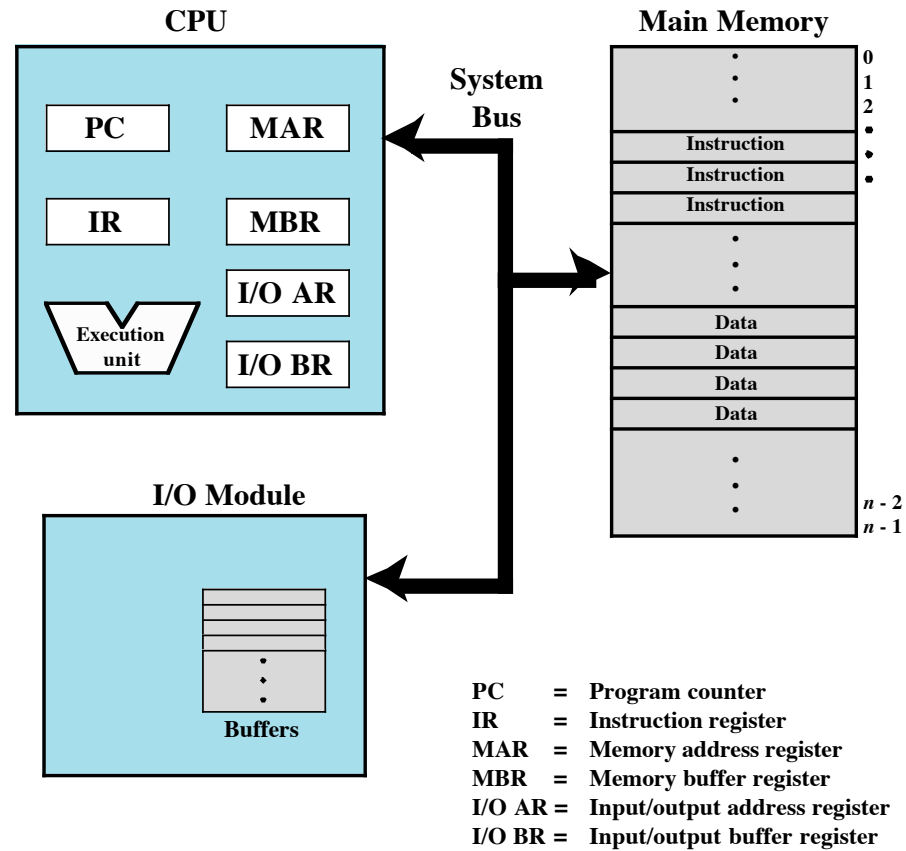 CPU
Main Memory
System
Bus
PC
MAR
IR
MBR
I/O AR
I/O BR
Execution
unit
0
1
2
Instruction
Instruction
Instruction
Data
Data
Data
Data
n - 2
n - 1
I/O Module
Buffers
PC = Program counter
IR = Instruction register
MAR = Memory address register
MBR = Memory buffer register
I/O AR = Input/output address register
I/O BR = Input/output buffer register